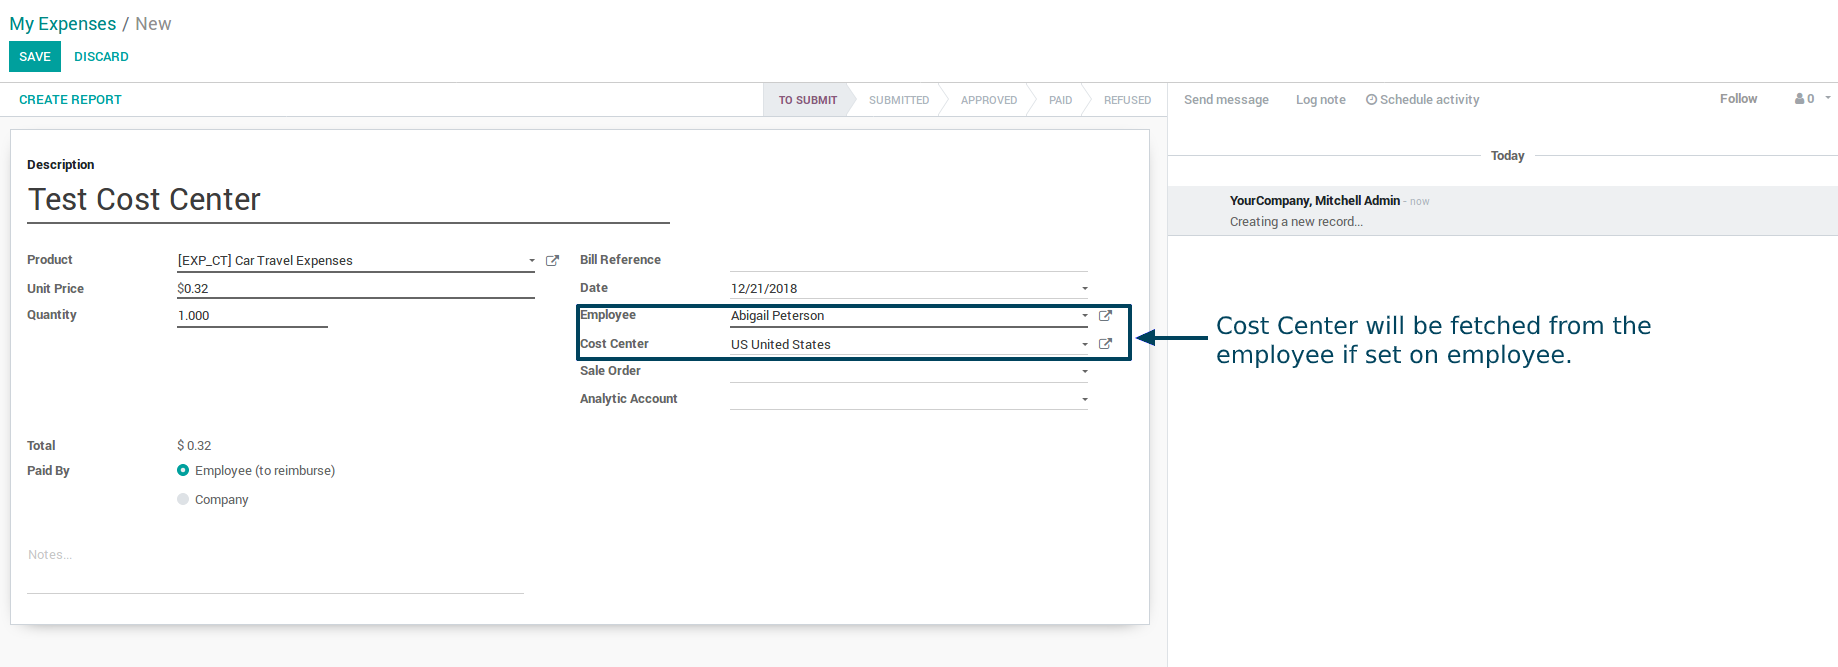 My Expenses / New
SAVE DISCARD
CREATE REPORT
TO SUBMIT SUBMITTED APPROVED PAID REFUSED
Send message Log note Schedule activity
Follow 0
Description
Test Cost Center
Product [EXP_CT] Car Travel Expenses
Unit Price $0.32
Quantity 1.000
Bill Reference
Date 12/21/2018
Employee Abigail Peterson
Cost Center US United States
Sale Order
Analytic Account
Total $ 0.32
Paid By Employee (to reimburse)
Company
Notes...
Today
YourCompany, Mitchell Admin - now
Creating a new record...
Cost Center will be fetched from the
employee if set on employee.